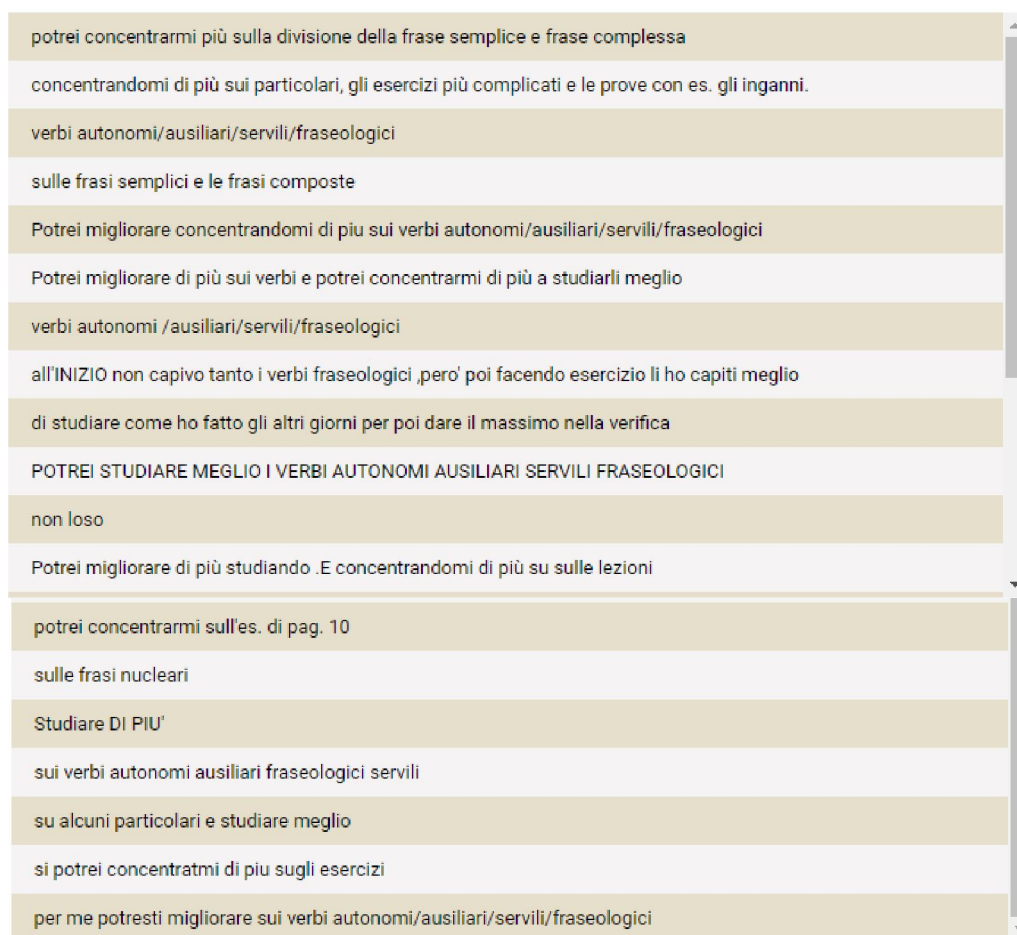 potrei concentrarmi più sulla divisione della frase semplice e frase complessa
concentrandomi di più sui particolari, gli esercizi più complicati e le prove con es. gli inganni.
verbi autonomi/ausiliari/servili/fraseologici
sulle frasi semplici e le frasi composte
Potrei migliorare concentrandomi di piu sui verbi autonomi/ausiliari/servili/fraseologici
Potrei migliorare di più sui verbi e potrei concentrarmi di più a studiarli meglio
verbi autonomi /ausiliari/servili/fraseologici
all'INIZIO non capivo tanto i verbi fraseologici ,pero' poi facendo esercizio li ho capiti meglio
di studiare come ho fatto gli altri giorni per poi dare il massimo nella verifica
POTREI STUDIARE MEGLIO I VERBI AUTONOMI AUSILIARI SERVILI FRASEOLOGICI
non loso
Potrei migliorare di più studiando .E concentrandomi di più su sulle lezioni
potrei concentrarmi sull'es. di pag. 10
sulle frasi nucleari
Studiare DI PIU'
sui verbi autonomi ausiliari fraseologici servili
su alcuni particolari e studiare meglio
si potrei concentratmi di piu sugli esercizi
per me potresti migliorare sui verbi autonomi/ausiliari/servili/fraseologici